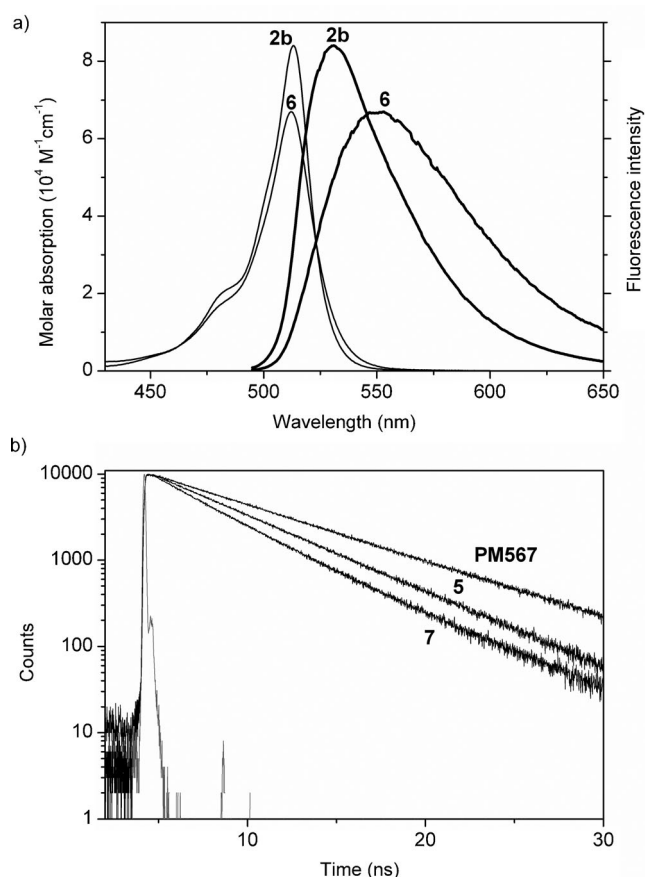 a)
2b
2b
6
6
8
6
4
2
0
Molar absorption (10⁴ M⁻¹cm⁻¹)
Fluorescence intensity
450 500 550 600 650
Wavelength (nm)
b)
10000
1000
100
10
1
Counts
PM567
5
7
10 20 30
Time (ns)